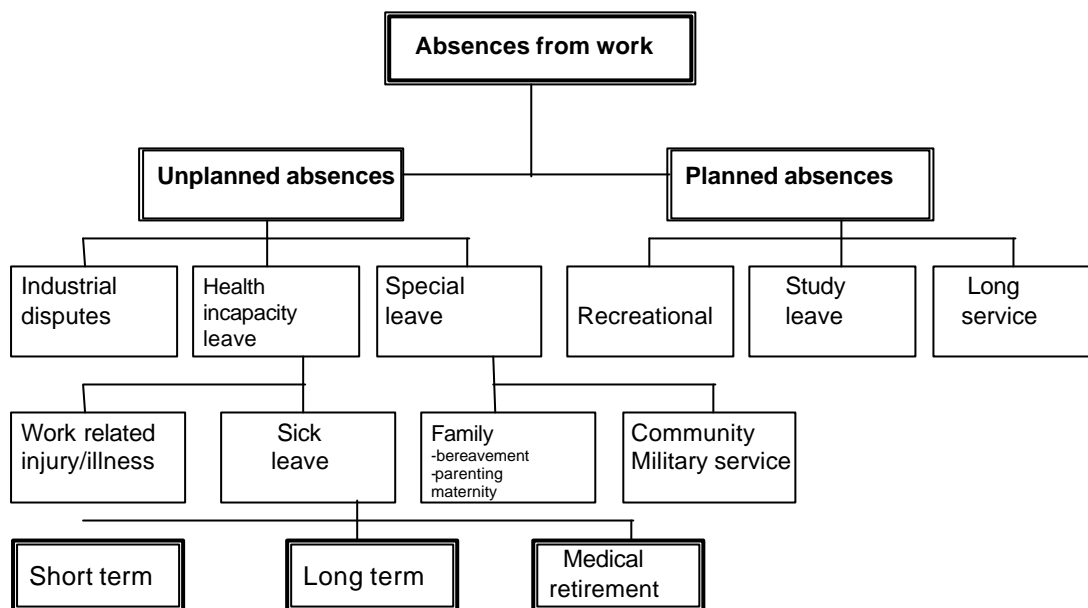 Absences from work
Unplanned absences
Planned absences
Industrial
disputes
Health
incapacity
leave
Special
leave
Recreational
Study
leave
Long
service
Work related
injury/illness
Sick
leave
Family
-bereavement
-parenting
maternity
Community
Military service
Short term
Long term
Medical
retirement